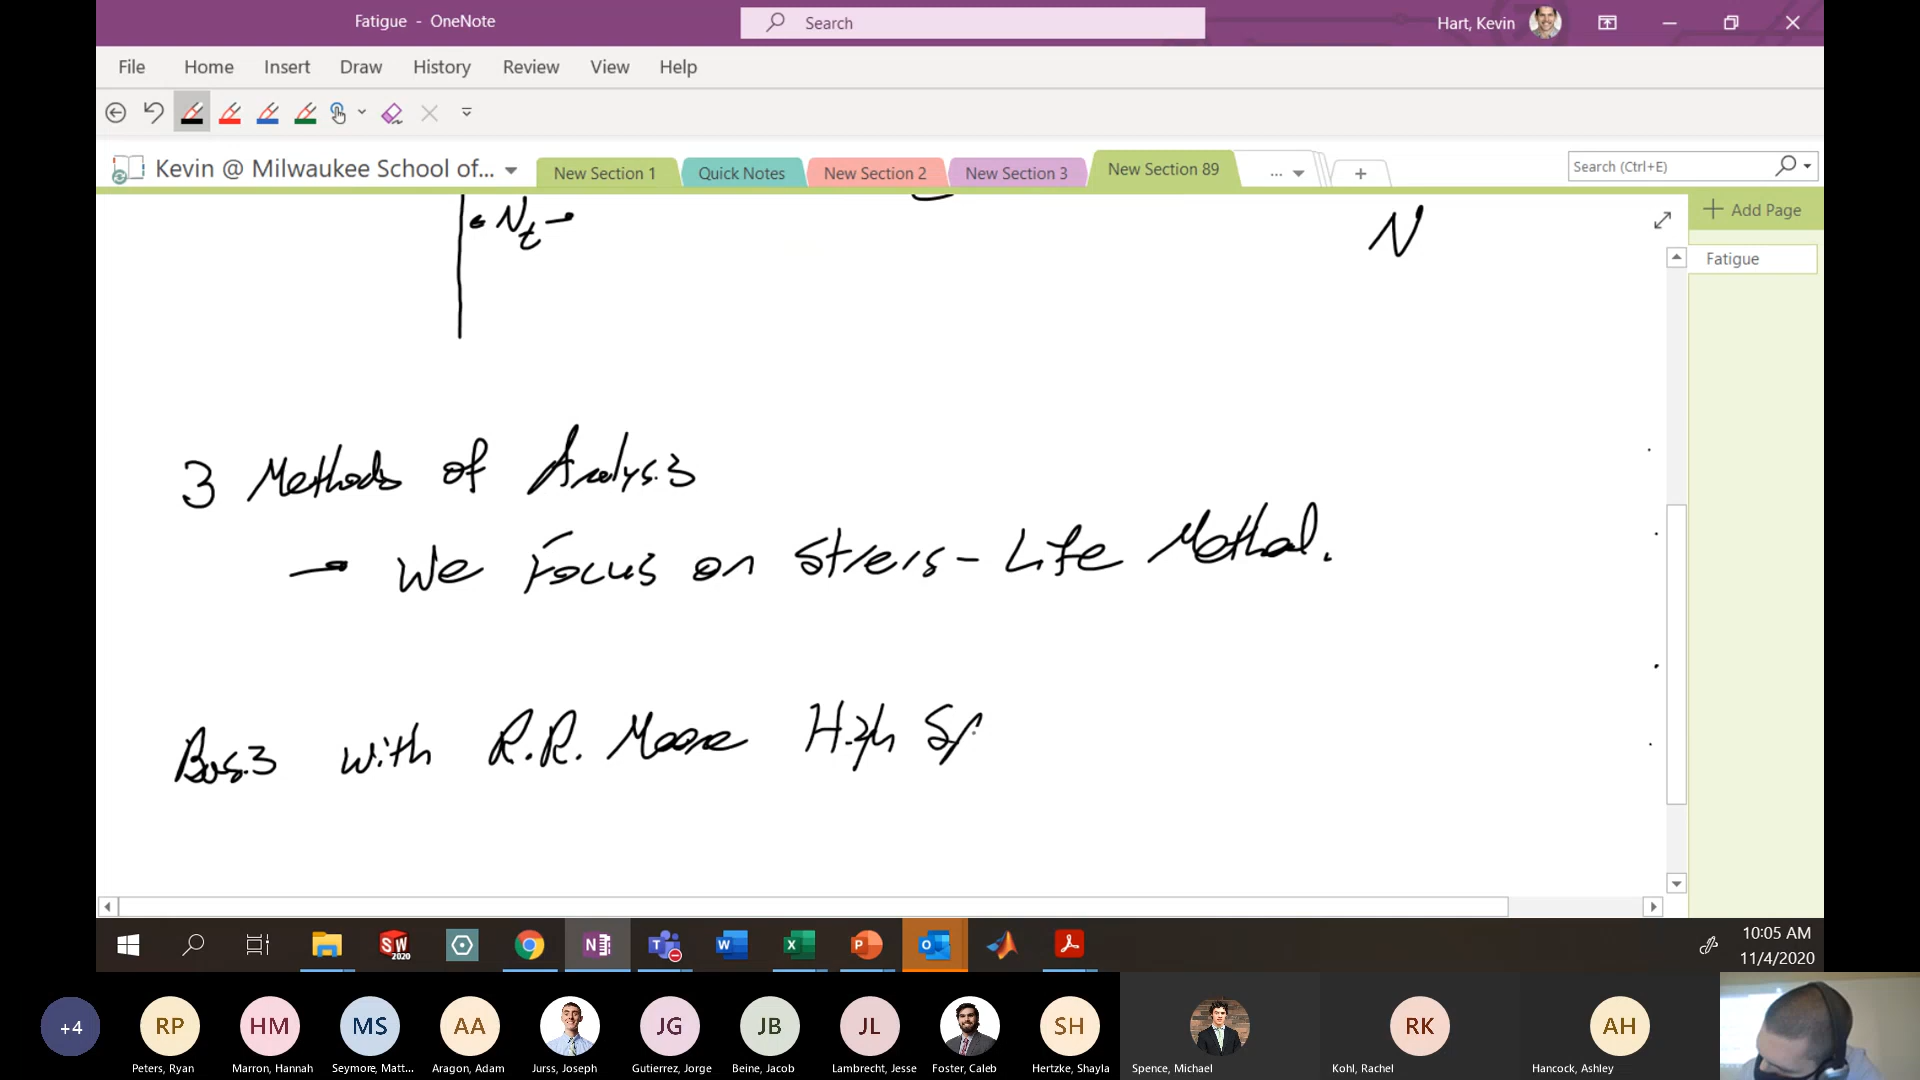 Fatigue - OneNote
Search
Hart, Kevin
File Home Insert Draw History Review View Help
Kevin @ Milwaukee School of...
New Section 1
Quick Notes
New Section 2
New Section 3
New Section 89
...
Search (Ctrl+E)
Add Page
Fatigue
Nt
N
3 Methods of Analysis
→ We Focus on Stress-Life Method.
Basis with R.R. Moore High Sp
SW
2020
10:05 AM
11/4/2020
+4
RP
HM
MS
AA
JG
JB
JL
SH
RK
AH
Peters, Ryan
Marron, Hannah
Seymore, Matt...
Aragon, Adam
Jurss, Joseph
Gutierrez, Jorge
Beine, Jacob
Lambrecht, Jesse
Foster, Caleb
Hertzke, Shayla
Spence, Michael
Kohl, Rachel
Hancock, Ashley